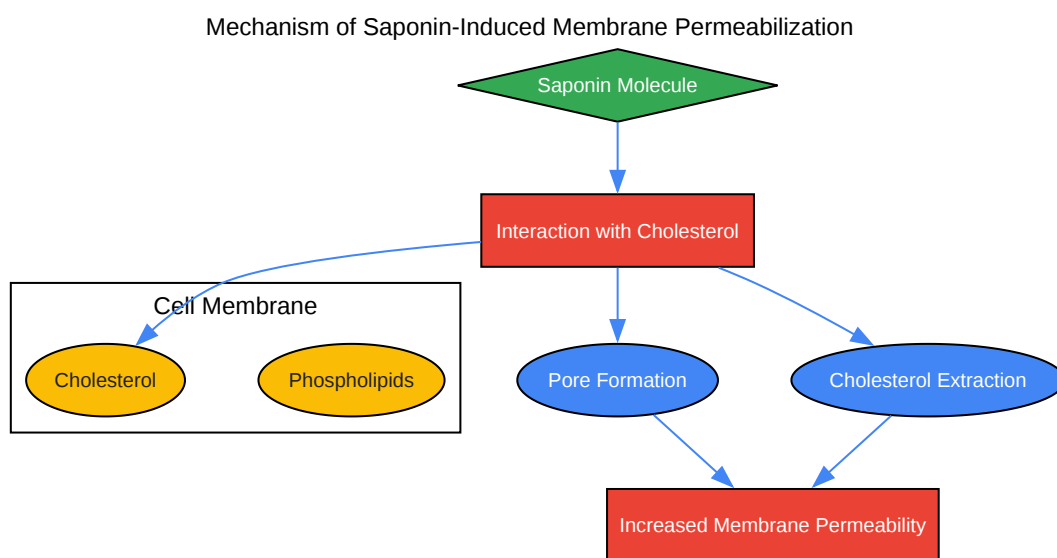 Mechanism of Saponin-Induced Membrane Permeabilization
Saponin Molecule
Interaction with Cholesterol
Cell Membrane
Cholesterol
Phospholipids
Pore Formation
Cholesterol Extraction
Increased Membrane Permeability